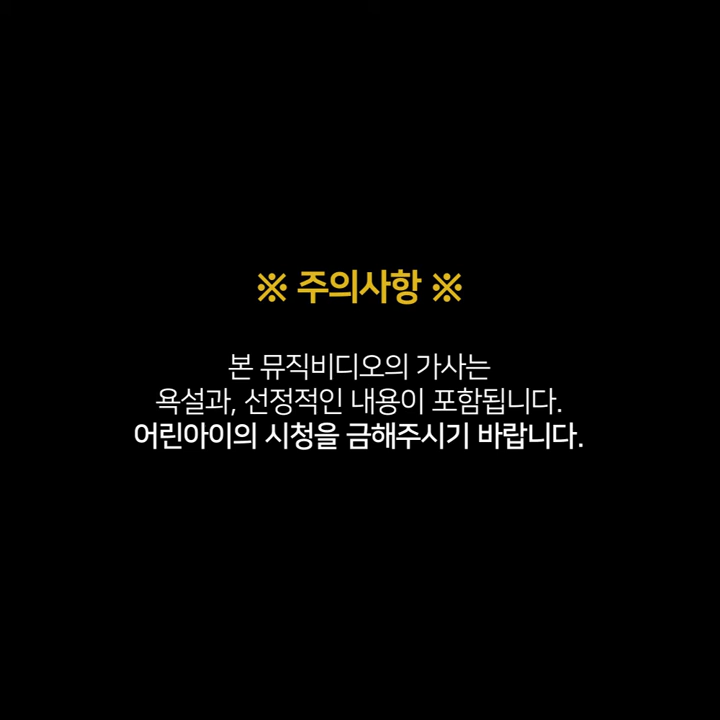 ※ 주의사항 ※
본 뮤직비디오의 가사는
욕설과, 선정적인 내용이 포함됩니다.
어린아이의 시청을 금해주시기 바랍니다.